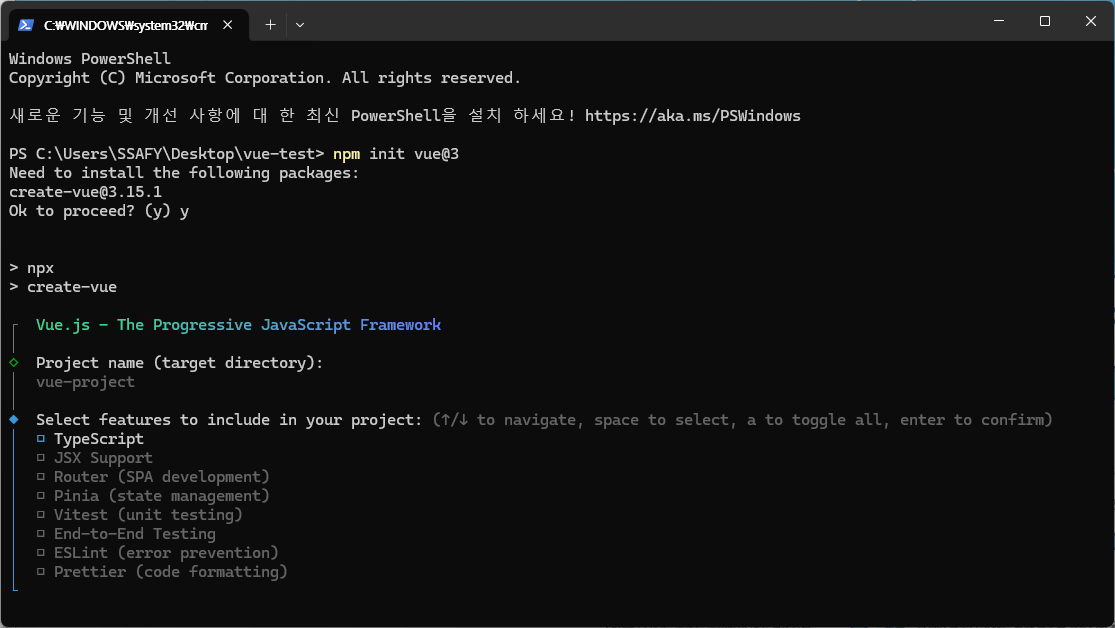 C:₩WINDOWS₩system32₩cm
Windows PowerShell
Copyright (C) Microsoft Corporation. All rights reserved.
새로운 기능 및 개선 사항에 대 한 최신 PowerShell을 설치 하세요! https://aka.ms/PSWindows
PS C:\Users\SSAFY\Desktop\vue-test> npm init vue@3
Need to install the following packages:
create-vue@3.15.1
Ok to proceed? (y) y
> npx
> create-vue
Vue.js - The Progressive JavaScript Framework
Project name (target directory):
vue-project
Select features to include in your project: (↑/↓ to navigate, space to select, a to toggle all, enter to confirm)
TypeScript
JSX Support
Router (SPA development)
Pinia (state management)
Vitest (unit testing)
End-to-End Testing
ESLint (error prevention)
Prettier (code formatting)